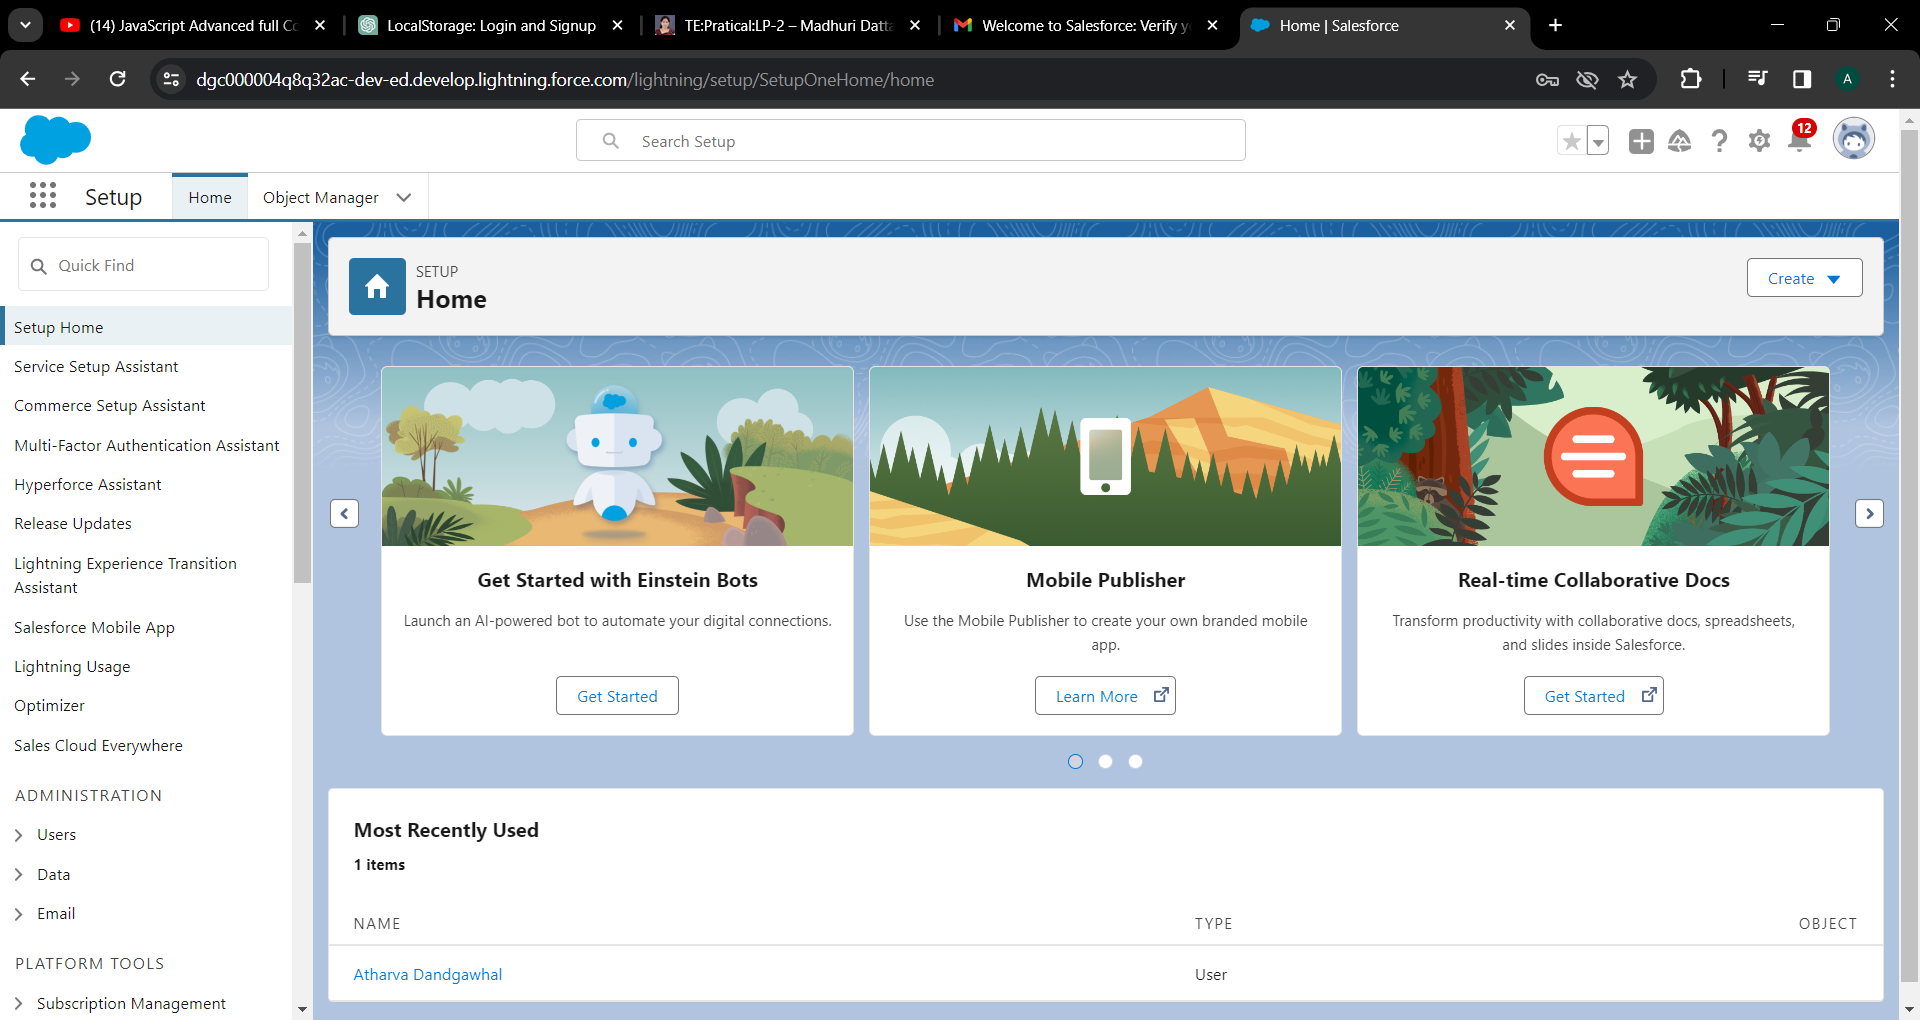 (14) JavaScript Advanced full Co
LocalStorage: Login and Signup
TE:Pratical:LP-2 – Madhuri Datta
Welcome to Salesforce: Verify y
Home | Salesforce
dgc000004q8q32ac-dev-ed.develop.lightning.force.com/lightning/setup/SetupOneHome/home
A
Search Setup
12
Setup
Home
Object Manager
Quick Find
Setup Home
Service Setup Assistant
Commerce Setup Assistant
Multi-Factor Authentication Assistant
Hyperforce Assistant
Release Updates
Lightning Experience Transition
Assistant
Salesforce Mobile App
Lightning Usage
Optimizer
Sales Cloud Everywhere
ADMINISTRATION
Users
Data
Email
PLATFORM TOOLS
Subscription Management
SETUP
Home
Create
Get Started with Einstein Bots
Launch an AI-powered bot to automate your digital connections.
Get Started
Mobile Publisher
Use the Mobile Publisher to create your own branded mobile
app.
Learn More
Real-time Collaborative Docs
Transform productivity with collaborative docs, spreadsheets,
and slides inside Salesforce.
Get Started
Most Recently Used
1 items
NAME
TYPE
OBJECT
Atharva Dandgawhal
User